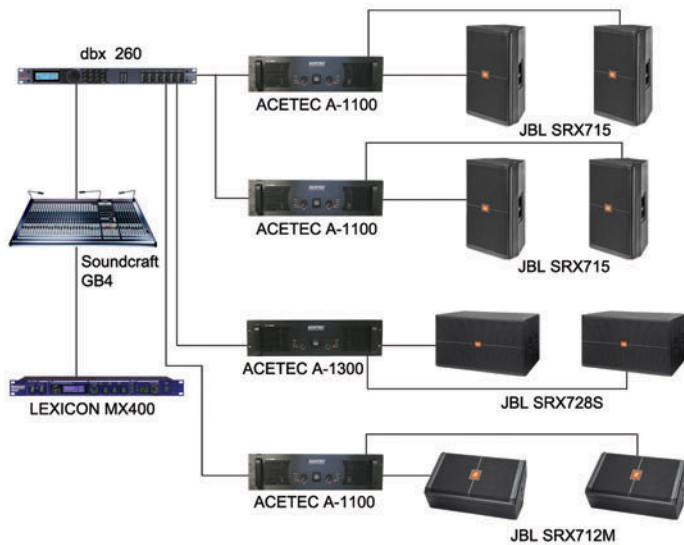 dbx 260
ACETEC A-1100
JBL SRX715
ACETEC A-1100
JBL SRX715
Soundcraft
GB4
ACETEC A-1300
JBL SRX728S
LEXICON MX400
ACETEC A-1100
JBL SRX712M